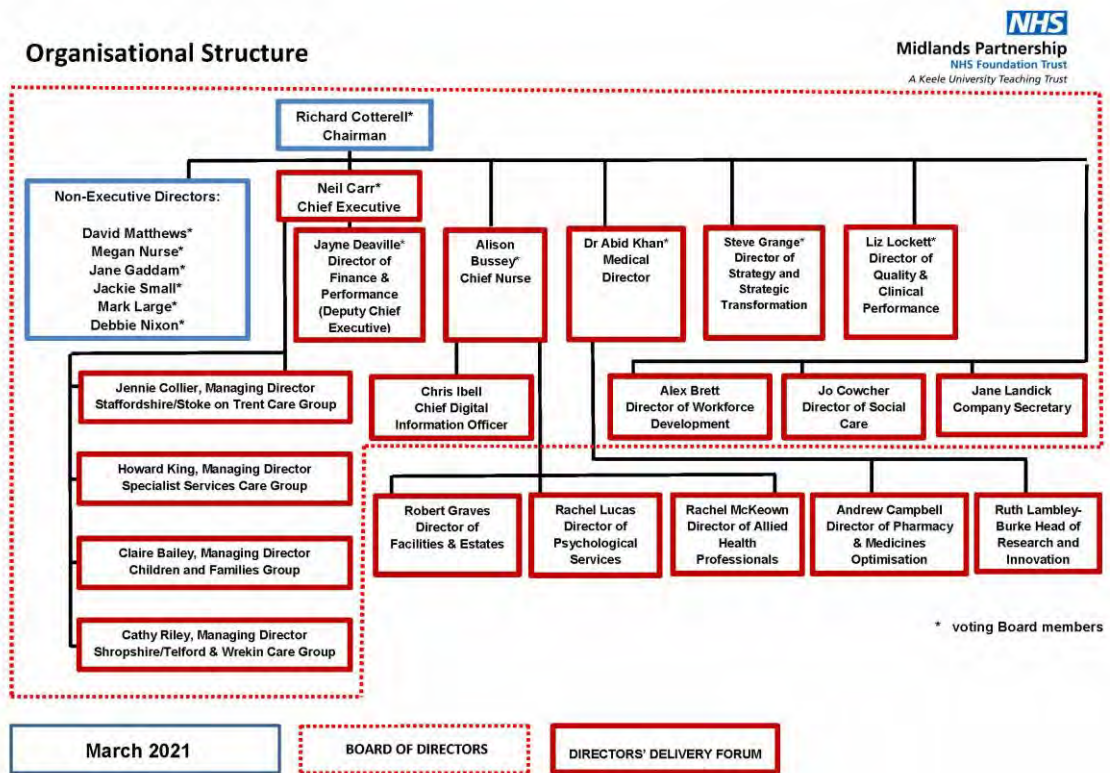 NHS
Midlands Partnership
NHS Foundation Trust
A Keele University Teaching Trust
Organisational Structure
Richard Cotterell*
Chairman
Non-Executive Directors:
David Matthews*
Megan Nurse*
Jane Gaddam*
Jackie Small*
Mark Large*
Debbie Nixon*
Neil Carr*
Chief Executive
Jayne Deaville*
Director of
Finance &
Performance
(Deputy Chief
Executive)
Alison
Bussey*
Chief Nurse
Dr Abid Khan*
Medical
Director
Steve Grange*
Director of
Strategy and
Strategic
Transformation
Liz Lockett*
Director of
Quality &
Clinical
Performance
Jennie Collier, Managing Director
Staffordshire/Stoke on Trent Care Group
Chris Ibell
Chief Digital
Information Officer
Alex Brett
Director of Workforce
Development
Jo Cowcher
Director of Social
Care
Jane Landick
Company Secretary
Howard King, Managing Director
Specialist Services Care Group
Claire Bailey, Managing Director
Children and Families Group
Cathy Riley, Managing Director
Shropshire/Telford & Wrekin Care Group
Robert Graves
Director of
Facilities & Estates
Rachel Lucas
Director of
Psychological
Services
Rachel McKeown
Director of Allied
Health
Professionals
Andrew Campbell
Director of Pharmacy
& Medicines
Optimisation
Ruth Lambley-
Burke Head of
Research and
Innovation
* voting Board members
March 2021
BOARD OF DIRECTORS
DIRECTORS' DELIVERY FORUM